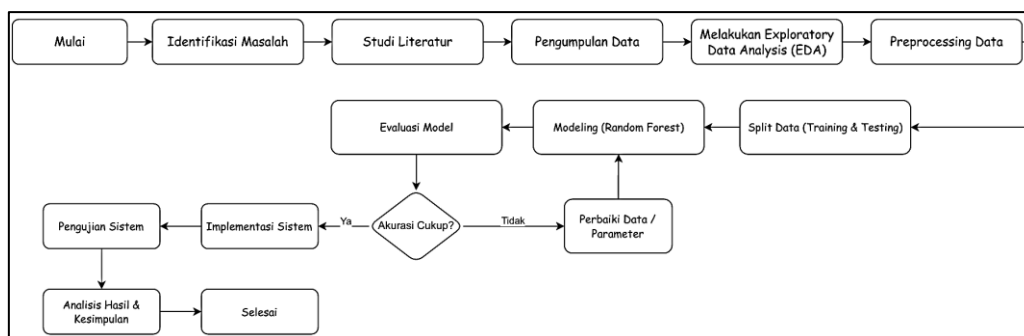 Mulai
Identifikasi Masalah
Studi Literatur
Pengumpulan Data
Melakukan Exploratory
Data Analysis (EDA)
Preprocessing Data
Split Data (Training & Testing)
Modeling (Random Forest)
Evaluasi Model
Akurasi Cukup?
Tidak
Perbaiki Data /
Parameter
Ya
Implementasi Sistem
Pengujian Sistem
Analisis Hasil &
Kesimpulan
Selesai